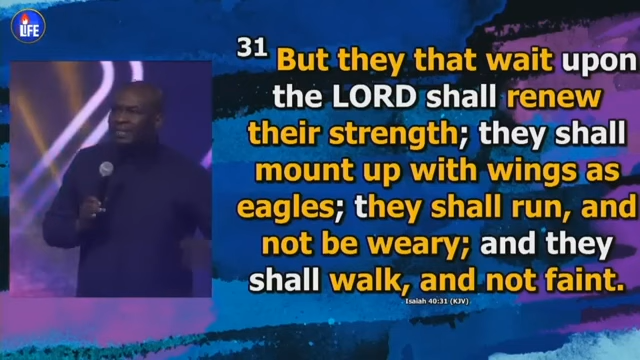 LIFE
31 But they that wait upon
the LORD shall renew
their strength; they shall
mount up with wings as
eagles; they shall run, and
not be weary; and they
shall walk, and not faint.
Isaiah 40:31 (KJV)